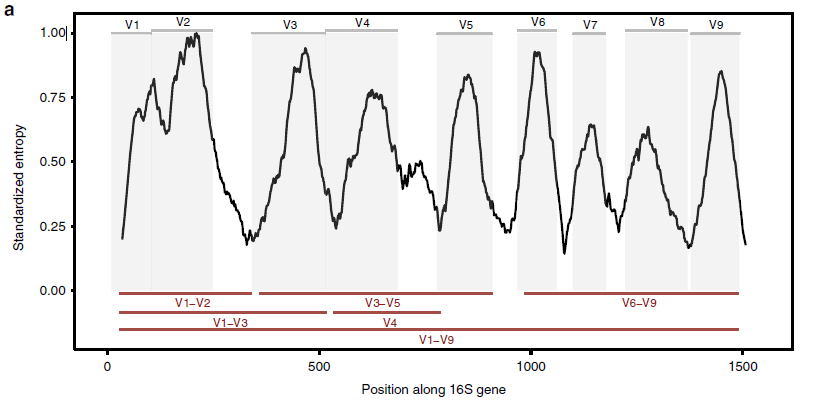 a
V1 V2 V3 V4 V5 V6 V7 V8 V9
1.00
0.75
0.50
0.25
0.00
Standardized entropy
V1–V2 V3–V5 V6–V9
V1–V3 V4
V1–V9
0 500 1000 1500
Position along 16S gene